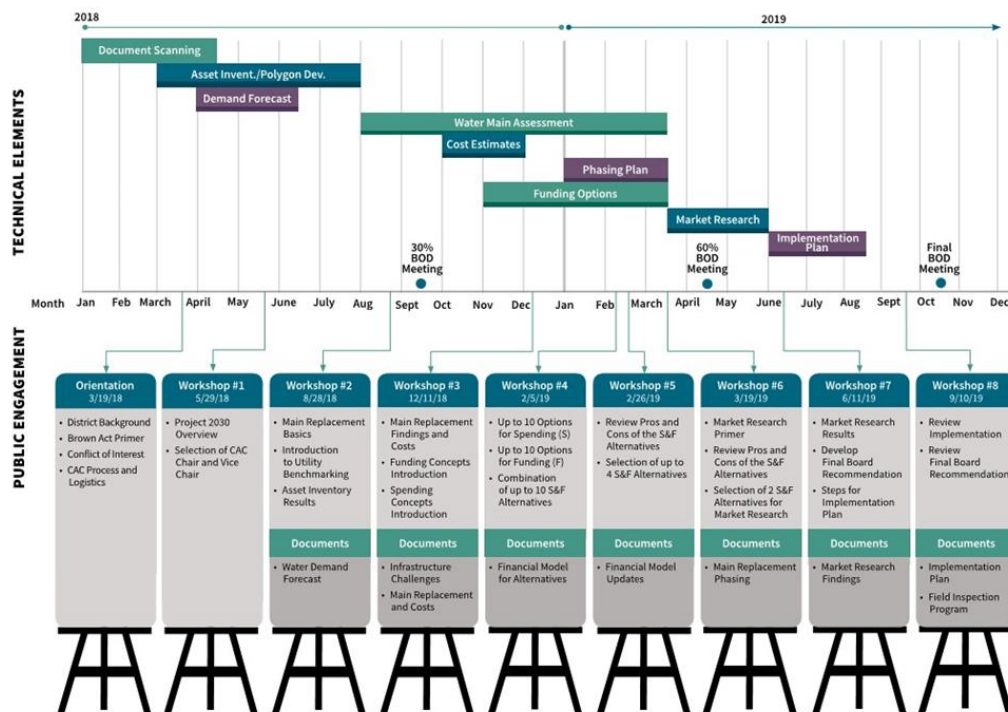 2018
2019
TECHNICAL ELEMENTS
Document Scanning
Asset Invent./Polygon Dev.
Demand Forecast
Water Main Assessment
Cost Estimates
Phasing Plan
Funding Options
Market Research
Implementation
Plan
30%
BOD
Meeting
60%
BOD
Meeting
Final
BOD
Meeting
Month Jan Feb March April May June July Aug Sept Oct Nov Dec Jan Feb March April May June July Aug Sept Oct Nov Dec
PUBLIC ENGAGEMENT
Orientation
3/19/18
• District Background
• Brown Act Primer
• Conflict of Interest
• CAC Process and
Logistics
Workshop #1
5/29/18
• Project 2030
Overview
• Selection of CAC
Chair and Vice
Chair
Workshop #2
8/28/18
• Main Replacement
Basics
• Introduction
to Utility
Benchmarking
• Asset Inventory
Results
Documents
• Water Demand
Forecast
Workshop #3
12/11/18
• Main Replacement
Findings and
Costs
• Funding Concepts
Introduction
• Spending
Concepts
Introduction
Documents
• Infrastructure
Challenges
• Main Replacement
and Costs
Workshop #4
2/5/19
• Up to 10 Options
for Spending (S)
• Up to 10 Options
for Funding (F)
• Combination
of up to 10 S&F
Alternatives
Documents
• Financial Model
for Alternatives
Workshop #5
2/26/19
• Review Pros and
Cons of the S&F
Alternatives
• Selection of up to
4 S&F Alternatives
Documents
• Financial Model
Updates
Workshop #6
3/19/19
• Market Research
Primer
• Review Pros and
Cons of the S&F
Alternatives
• Selection of 2 S&F
Alternatives for
Market Research
Documents
• Main Replacement
Phasing
Workshop #7
6/11/19
• Market Research
Results
• Develop
Final Board
Recommendation
• Steps for
Implementation
Plan
Documents
• Market Research
Findings
Workshop #8
9/10/19
• Review
Implementation
• Review
Final Board
Recommendation
Documents
• Implementation
Plan
• Field Inspection
Program